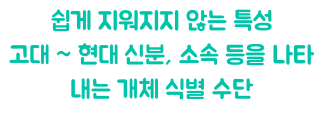 쉽게 지워지지 않는 특성
고대 ~ 현대 신분, 소속 등을 나타
내는 개체 식별 수단